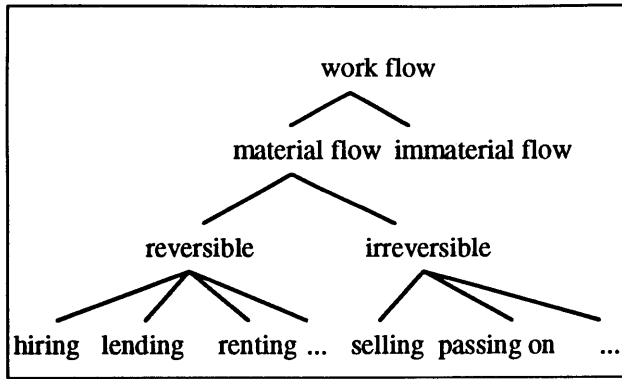 work flow
material flow immaterial flow
reversible irreversible
hiring lending renting ... selling passing on ...